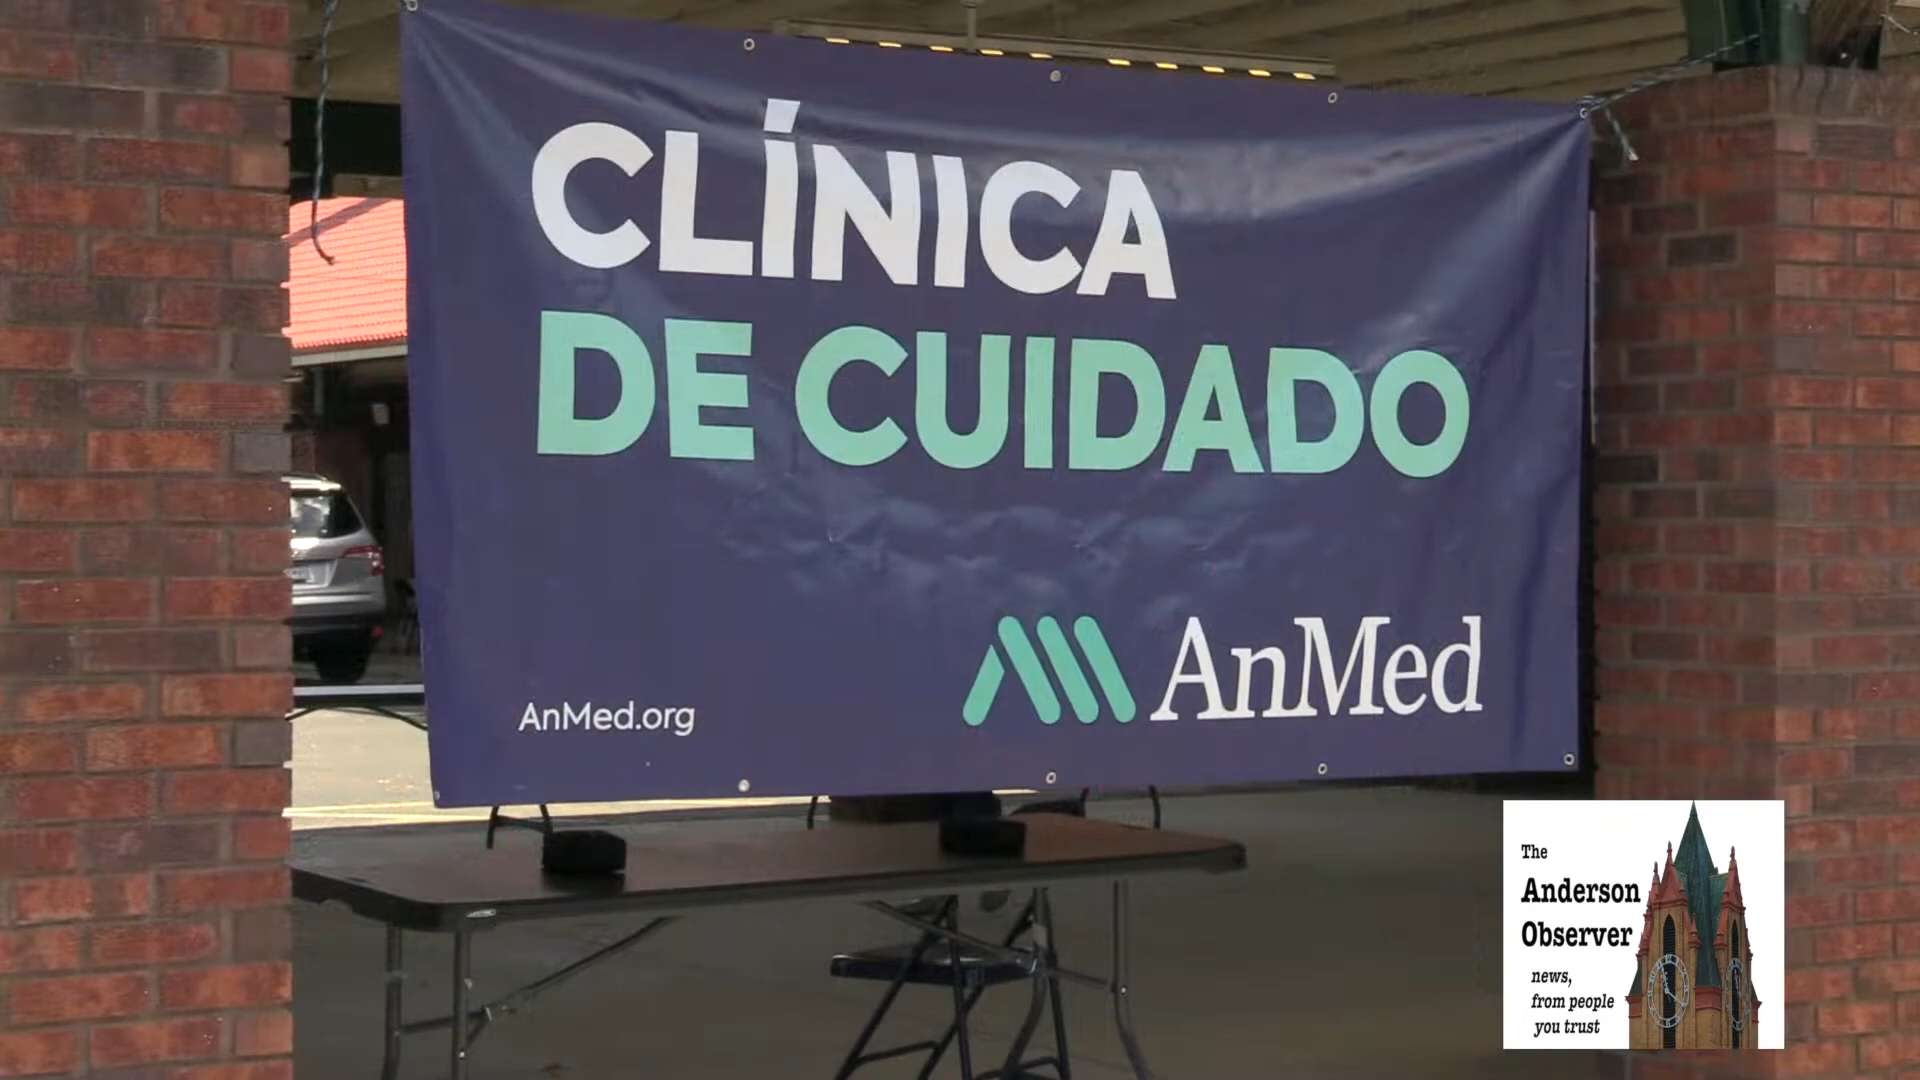 CLÍNICA
DE CUIDADO
AnMed.org
AnMed
The
Anderson
Observer
news,
from people
you trust